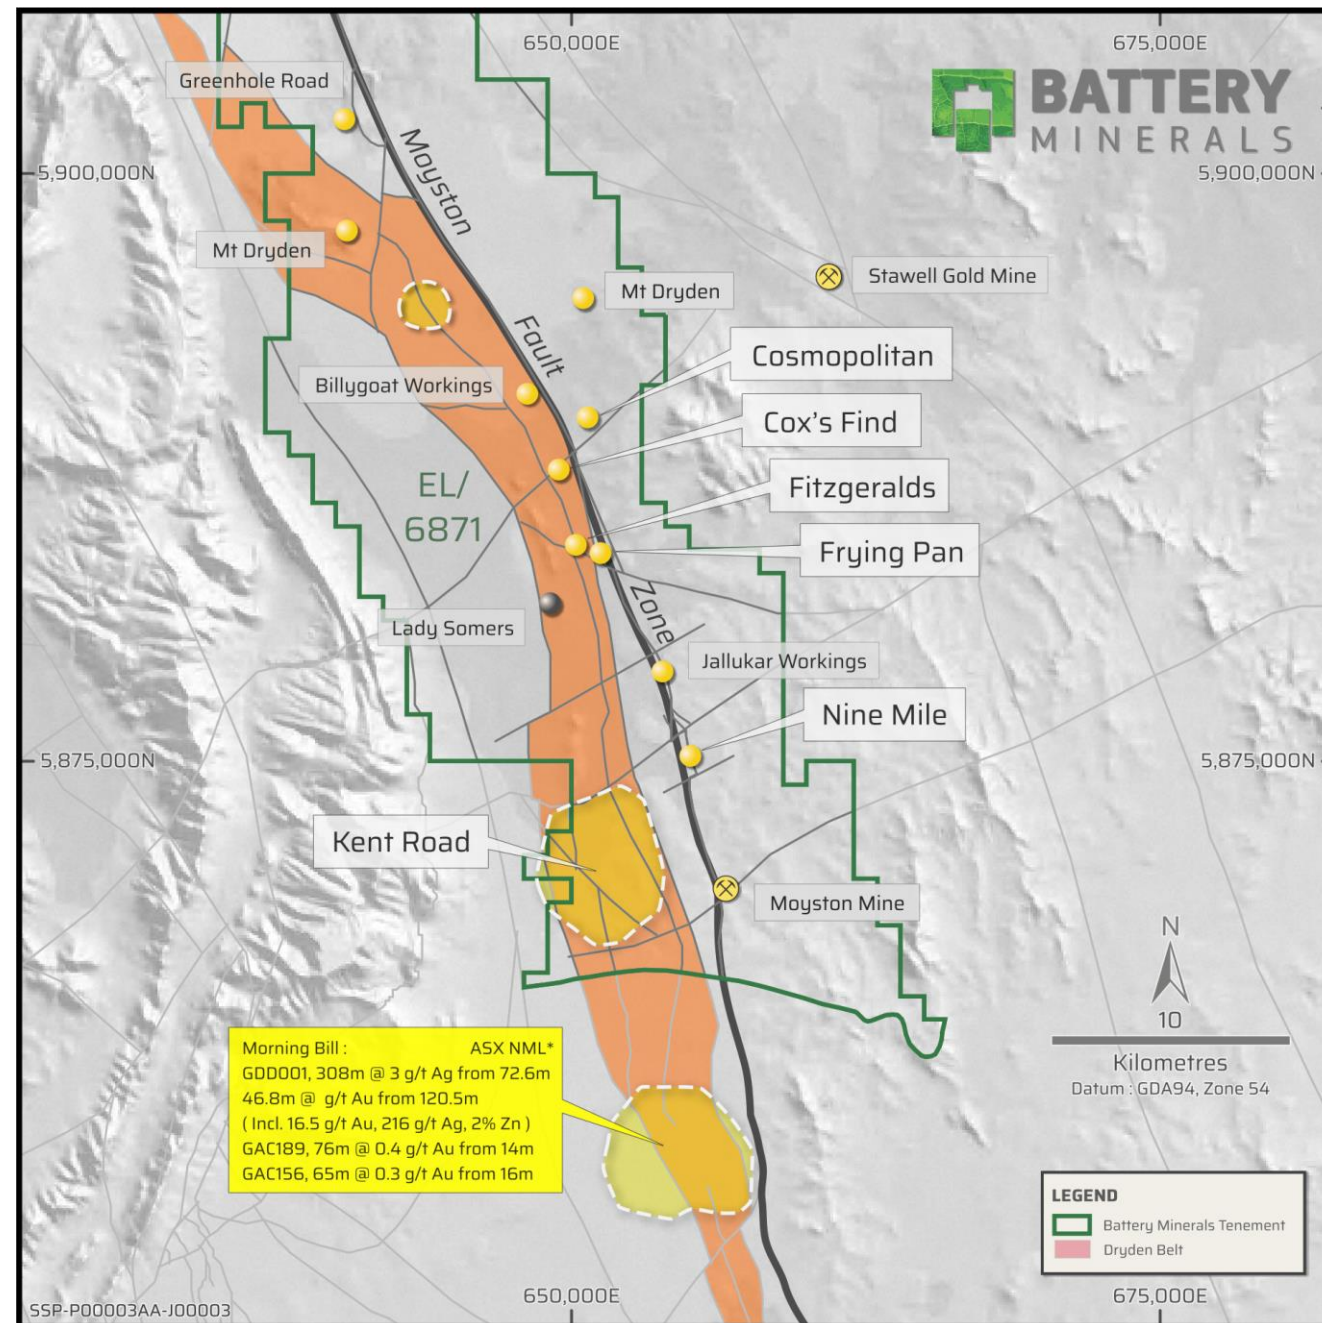 650,000E
675,000E
BATTERY
MINERALS
Greenhole Road
Moyston
5,900,000N
5,900,000N
Mt Dryden
Stawell Gold Mine
Mt Dryden
Fault
Cosmopolitan
Billygoat Workings
Cox's Find
EL/
6871
Fitzgeralds
Frying Pan
Zone
Lady Somers
Jallukar Workings
Nine Mile
5,875,000N
5,875,000N
Kent Road
Moyston Mine
N
10
Kilometres
Datum : GDA94, Zone 54
Morning Bill : ASX NML*
GDD001, 308m @ 3 g/t Ag from 72.6m
46.8m @ g/t Au from 120.5m
( Incl. 16.5 g/t Au, 216 g/t Ag, 2% Zn )
GAC189, 76m @ 0.4 g/t Au from 14m
GAC156, 65m @ 0.3 g/t Au from 16m
LEGEND
Battery Minerals Tenement
Dryden Belt
650,000E
675,000E
SSP-P00003AA-J00003